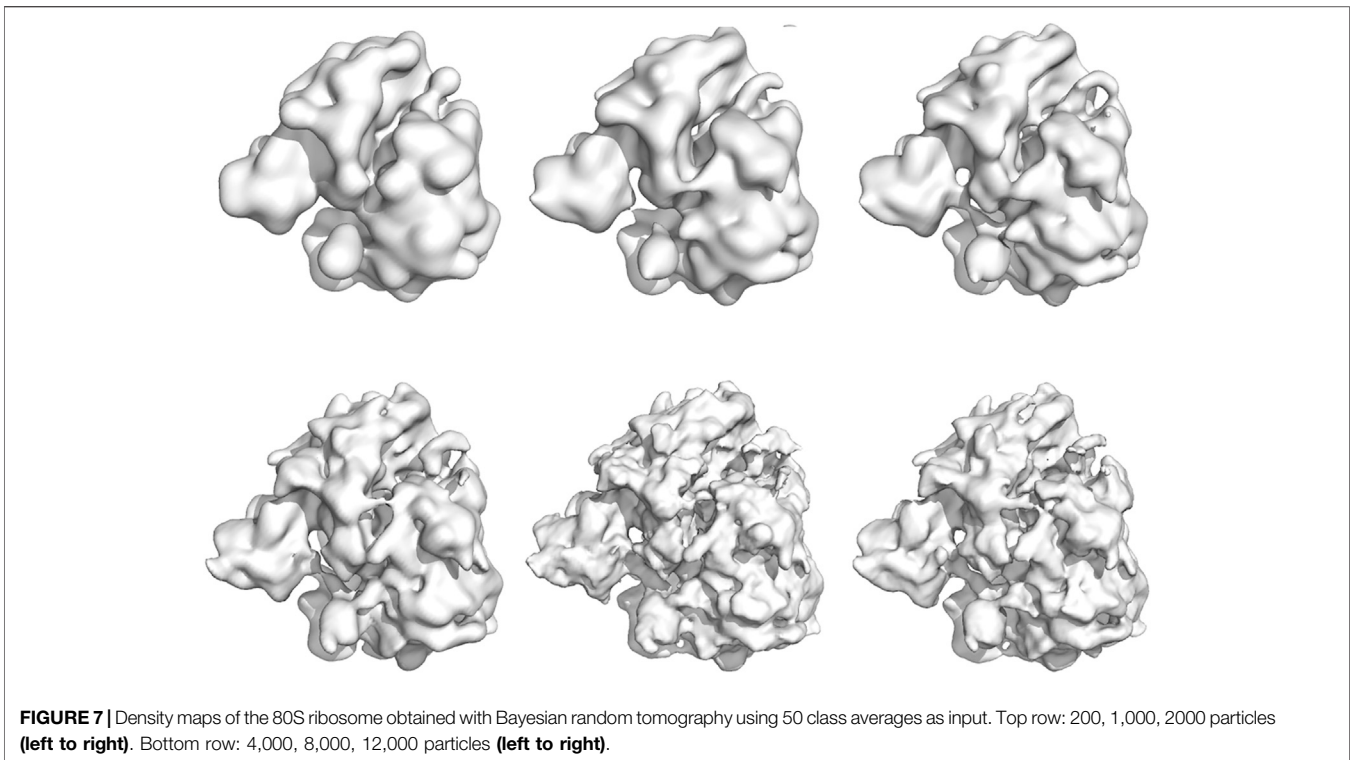 FIGURE 7 | Density maps of the 80S ribosome obtained with Bayesian random tomography using 50 class averages as input. Top row: 200, 1,000, 2000 particles
(left to right). Bottom row: 4,000, 8,000, 12,000 particles (left to right).